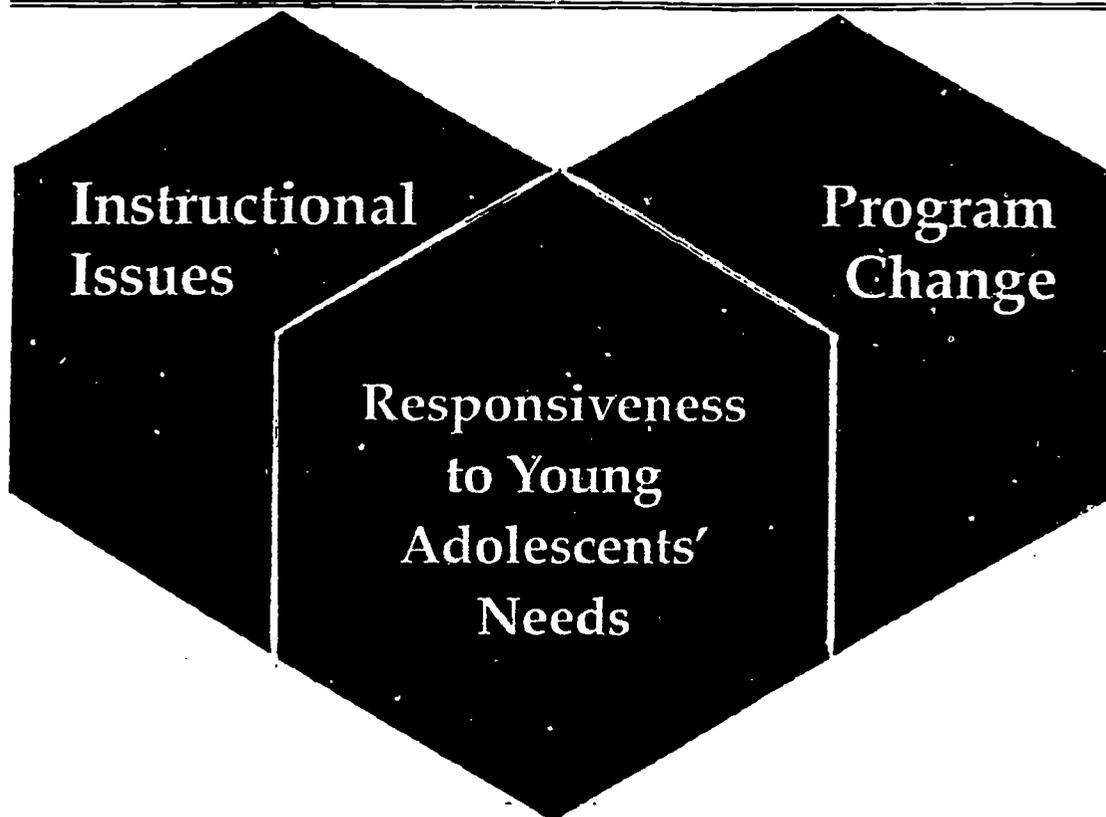 Instructional
Issues
Program
Change
Responsiveness
to Young
Adolescents'
Needs